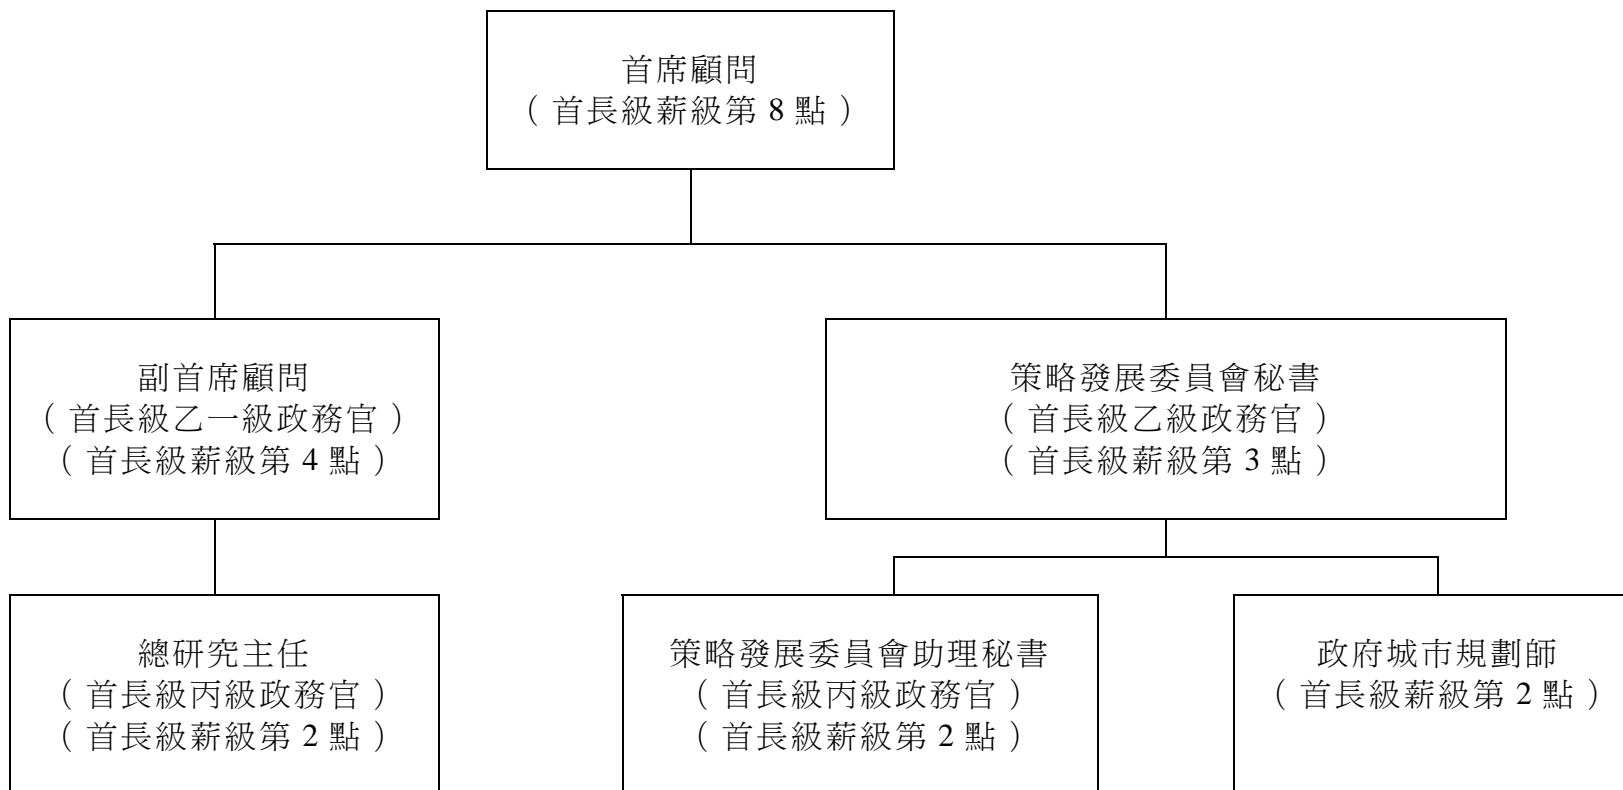 首席顧問
（首長級薪級第 8 點）
副首席顧問
（首長級乙一級政務官）
（首長級薪級第 4 點）
策略發展委員會秘書
（首長級乙級政務官）
（首長級薪級第 3 點）
總研究主任
（首長級丙級政務官）
（首長級薪級第 2 點）
策略發展委員會助理秘書
（首長級丙級政務官）
（首長級薪級第 2 點）
政府城市規劃師
（首長級薪級第 2 點）